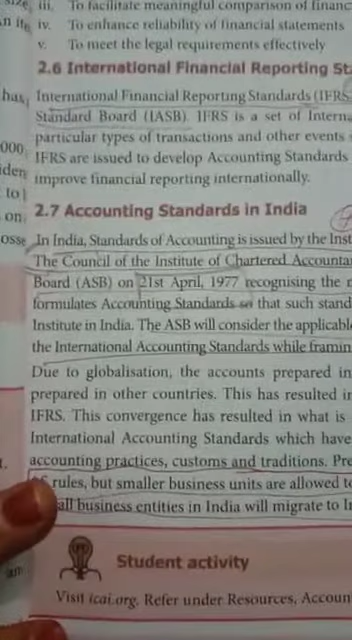 iii. To facilitate meaningful comparison of financ
iv. To enhance reliability of financial statements
v. To meet the legal requirements effectively
2.6 International Financial Reporting St
has, International Financial Reporting Standards (IFRS
Standard Board (IASB). IFRS is a set of Interna
000, particular types of transactions and other events
iden IFRS are issued to develop Accounting Standards
to improve financial reporting internationally.
on 2.7 Accounting Standards in India
osse In India, Standards of Accounting is issued by the Inst
The Council of the Institute of Chartered Accounta
Board (ASB) on 21st April, 1977 recognising the
formulates Accounting Standards so that such stand
Institute in India. The ASB will consider the applicable
the International Accounting Standards while framin
Due to globalisation, the accounts prepared in
prepared in other countries. This has resulted in
IFRS. This convergence has resulted in what is
International Accounting Standards which have
accounting practices, customs and traditions. Pre
rules, but smaller business units are allowed to
all business entities in India will migrate to I
Student activity
Visit icai.org. Refer under Resources, Accoun